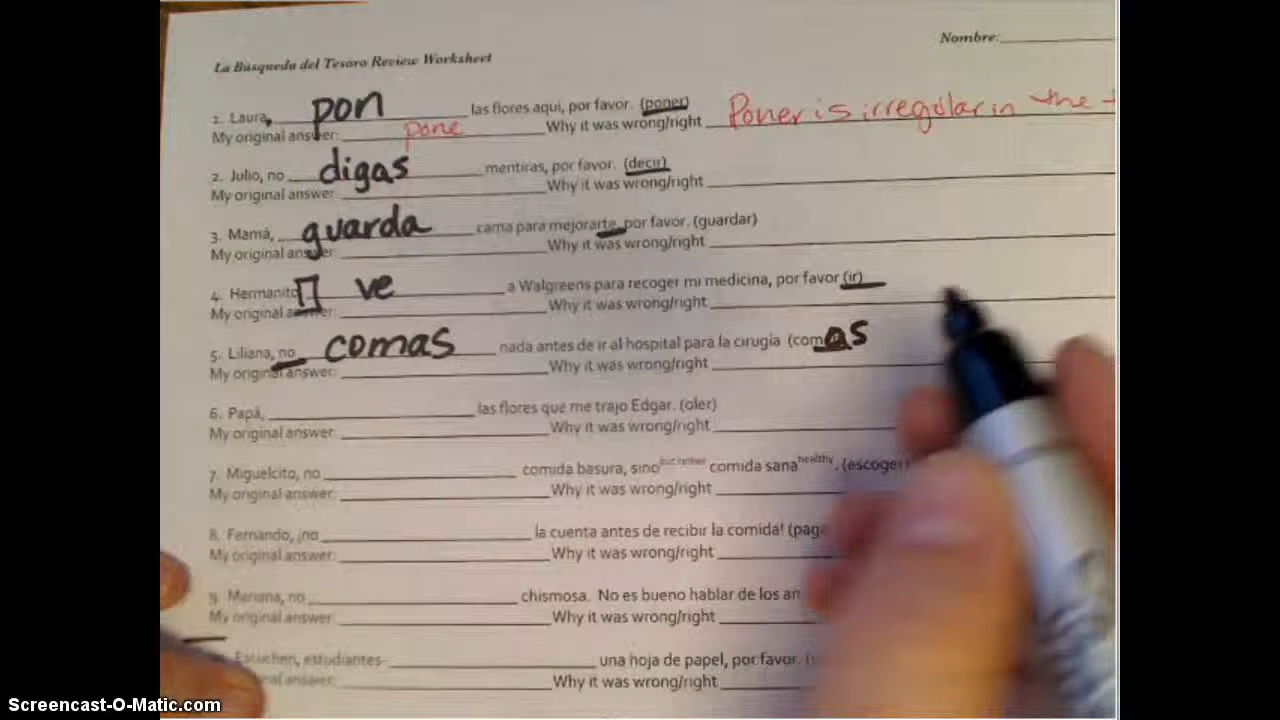 Nombre:
La Búsqueda del Tesoro Review Worksheet
1. Laura, pon las flores aquí, por favor. (poner)
My original answer: pone Why it was wrong/right Poner is irregular in the
2. Julio, no digas mentiras, por favor. (decir)
My original answer: Why it was wrong/right
3. Mamá, guarda cama para mejorarte, por favor. (guardar)
My original answer: Why it was wrong/right
4. Hermanito ve a Walgreens para recoger mi medicina, por favor (ir)
My original answer: Why it was wrong/right
5. Liliana, no comas nada antes de ir al hospital para la cirugía (comas
My original answer: Why it was wrong/right
6. Papá, las flores que me trajo Edgar. (oler)
My original answer: Why it was wrong/right
7. Miguelcito, no comida basura, sino but rather comida sana healthy. (escoger)
My original answer: Why it was wrong/right
8. Fernando, ¡no la cuenta antes de recibir la comida! (paga
My original answer: Why it was wrong/right
9. Mariana, no chismosa. No es bueno hablar de los am
My original answer: Why it was wrong/right
Escuchen, estudiantes- una hoja de papel, por favor. (
original answer: Why it was wrong/right
Screencast-O-Matic.com